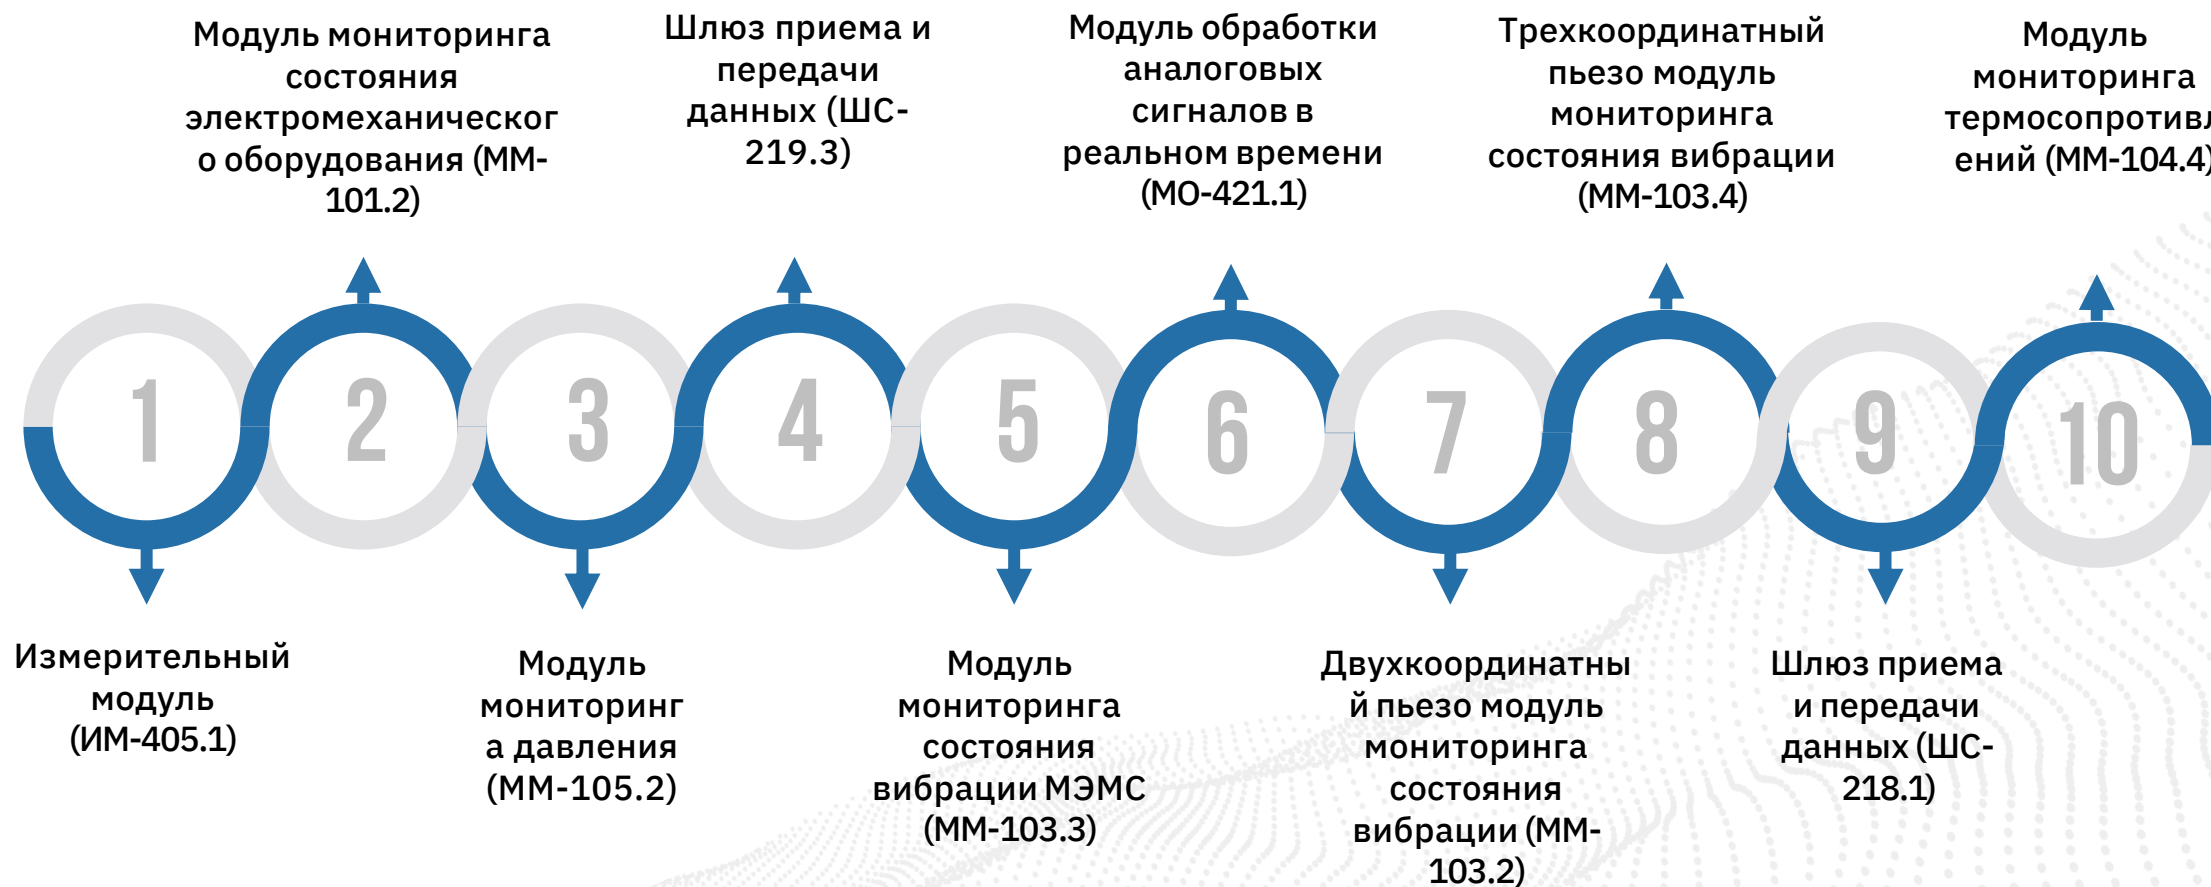 Модуль мониторинга
состояния
электромеханическог
о оборудования (ММ-
101.2)
Шлюз приема и
передачи
данных (ШС-
219.3)
Модуль обработки
аналоговых
сигналов в
реальном времени
(МО-421.1)
Трехкоординатный
пьезо модуль
мониторинга
состояния вибрации
(ММ-103.4)
Модуль
мониторинга
термосопротивл
ений (ММ-104.4)
1
2
3
4
5
6
7
8
9
10
Измерительный
модуль
(ИМ-405.1)
Модуль
мониторинг
а давления
(ММ-105.2)
Модуль
мониторинга
состояния
вибрации МЭМС
(ММ-103.3)
Двухкоординатны
й пьезо модуль
мониторинга
состояния
вибрации (ММ-
103.2)
Шлюз приема
и передачи
данных (ШС-
218.1)